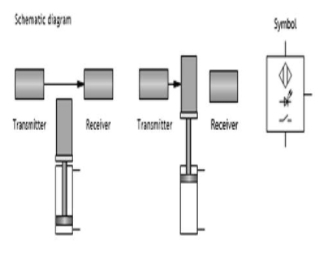 Schematic diagram
Symbol
Transmitter
Receiver
Transmitter
Receiver